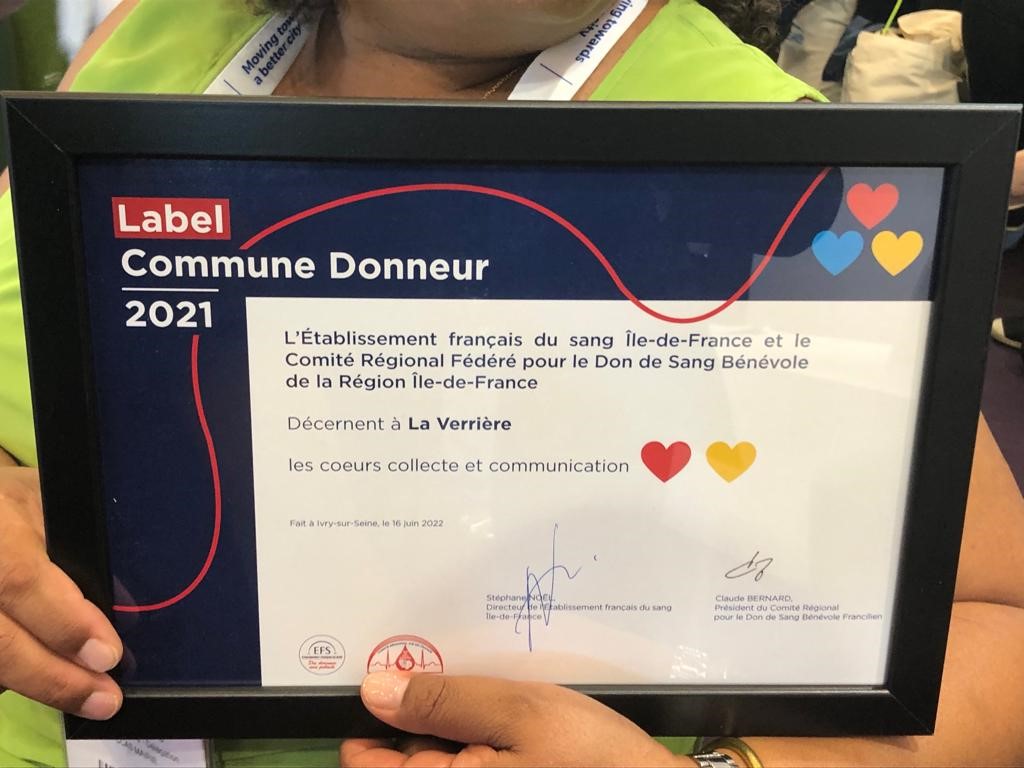 Moving tow
a better city
ing towards
city
Label
Commune Donneur
2021
L'Établissement français du sang Île-de-France et le
Comité Régional Fédéré pour le Don de Sang Bénévole
de la Région Île-de-France
Décernent à La Verrière
les coeurs collecte et communication
Fait à Ivry-sur-Seine, le 16 juin 2022
Stéphane NOËL,
Directeur de l'Établissement français du sang
Île-de-France
Claude BERNARD,
Président du Comité Régional
pour le Don de Sang Bénévole Francilien
EFS